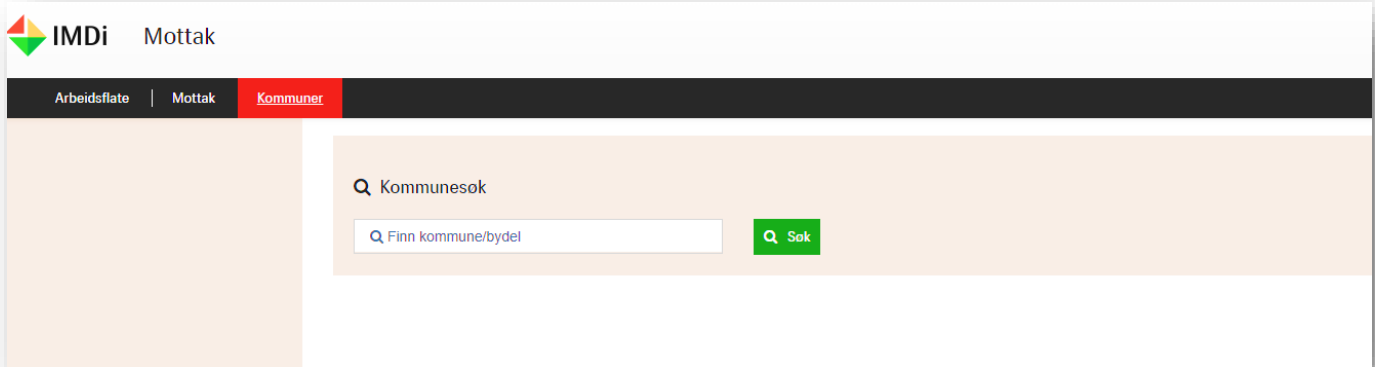 IMDi Mottak
Arbeidsflate | Mottak Kommuner
Kommunesøk
Finn kommune/bydel Søk